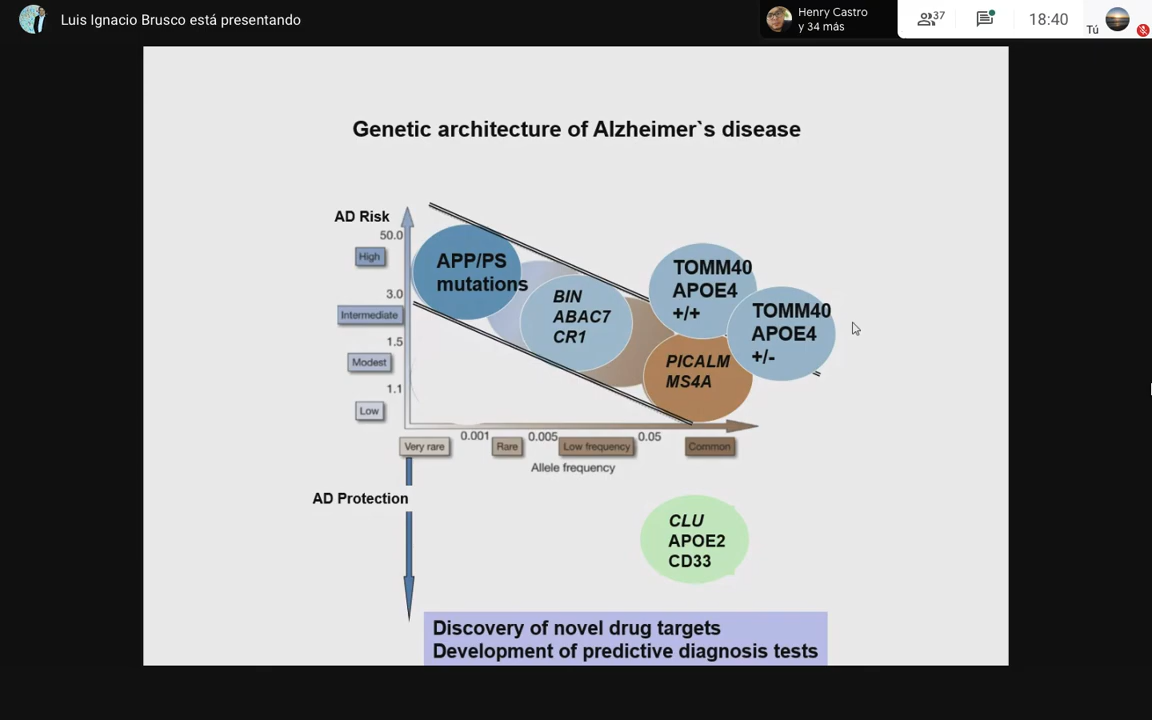 Luis Ignacio Brusco está presentando
Henry Castro
y 34 más
37
18:40
Tú
Genetic architecture of Alzheimer`s disease
AD Risk
50.0
High
3.0
Intermediate
1.5
Modest
1.1
Low
APP/PS
mutations
BIN
ABAC7
CR1
TOMM40
APOE4
+/+
TOMM40
APOE4
+/-
PICALM
MS4A
0.001
0.005
0.05
Very rare
Rare
Low frequency
Common
Allele frequency
AD Protection
CLU
APOE2
CD33
Discovery of novel drug targets
Development of predictive diagnosis tests